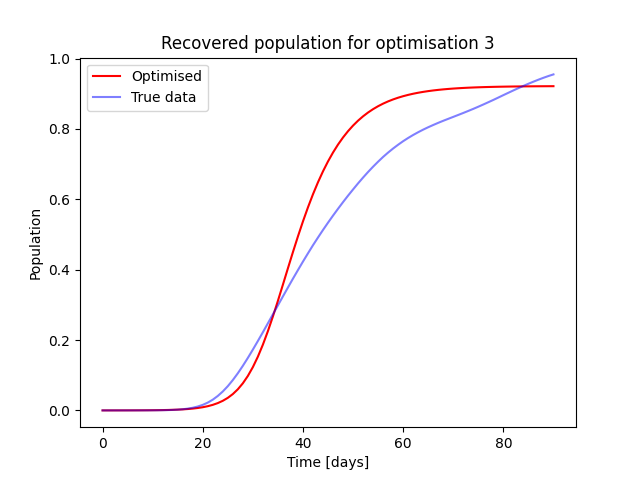 Recovered population for optimisation 3
Optimised
True data
1.0
0.8
0.6
0.4
0.2
0.0
Population
0
20
40
60
80
Time [days]